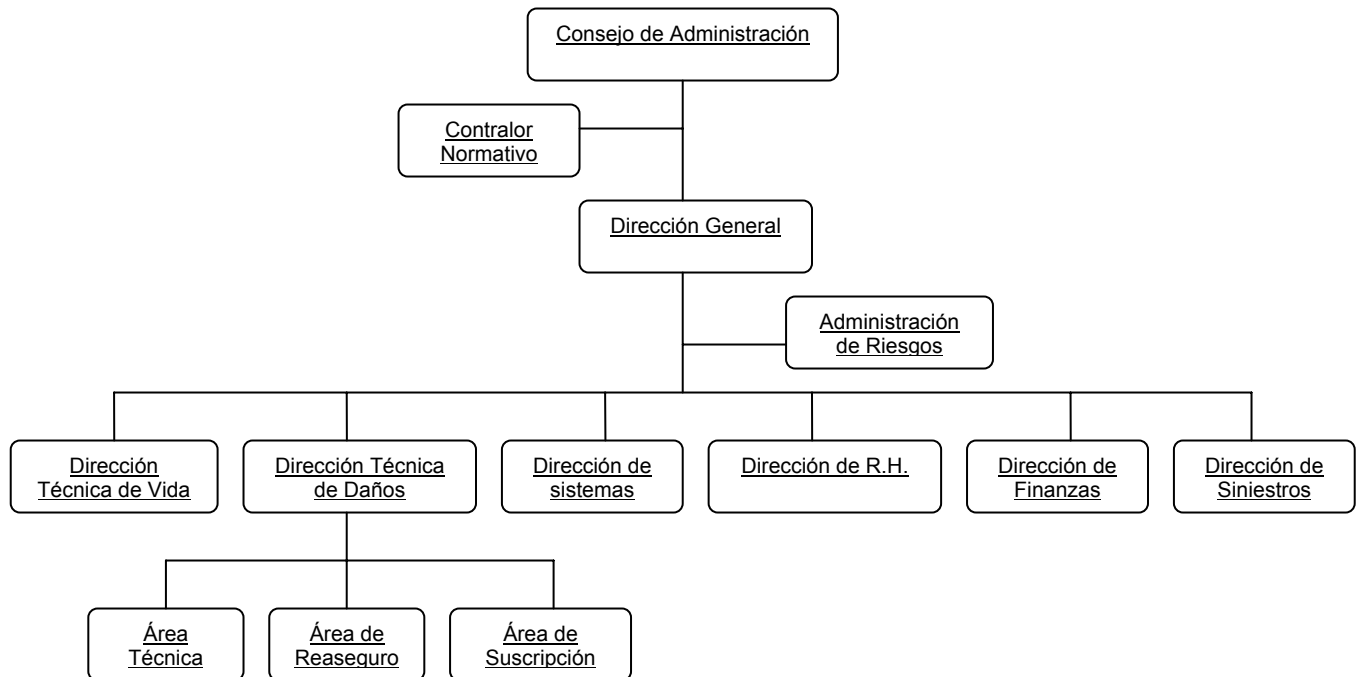 Consejo de Administración
Contralor
Normativo
Dirección General
Administración
de Riesgos
Dirección
Técnica de Vida
Dirección Técnica
de Daños
Dirección de
sistemas
Dirección de R.H.
Dirección de
Finanzas
Dirección de
Siniestros
Área
Técnica
Área de
Reaseguro
Área de
Suscripción